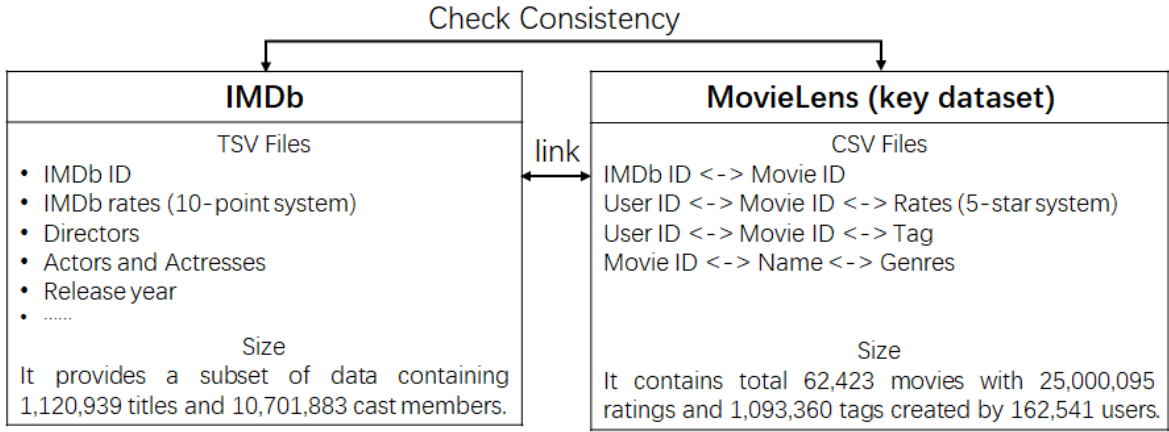 Check Consistency
IMDb
TSV Files
• IMDb ID
• IMDb rates (10-point system)
• Directors
• Actors and Actresses
• Release year
• ......
Size
It provides a subset of data containing
1,120,939 titles and 10,701,883 cast members.
link
MovieLens (key dataset)
CSV Files
IMDb ID <-> Movie ID
User ID <-> Movie ID <-> Rates (5-star system)
User ID <-> Movie ID <-> Tag
Movie ID <-> Name <-> Genres
Size
It contains total 62,423 movies with 25,000,095
ratings and 1,093,360 tags created by 162,541 users.